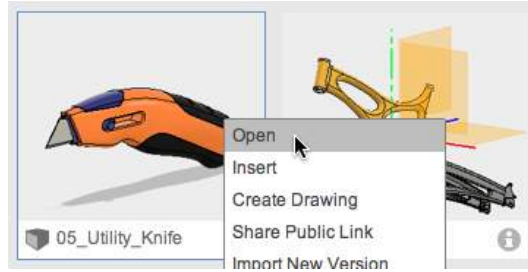 Open
Insert
Create Drawing
05_Utility_Knife
Share Public Link
Import New Version